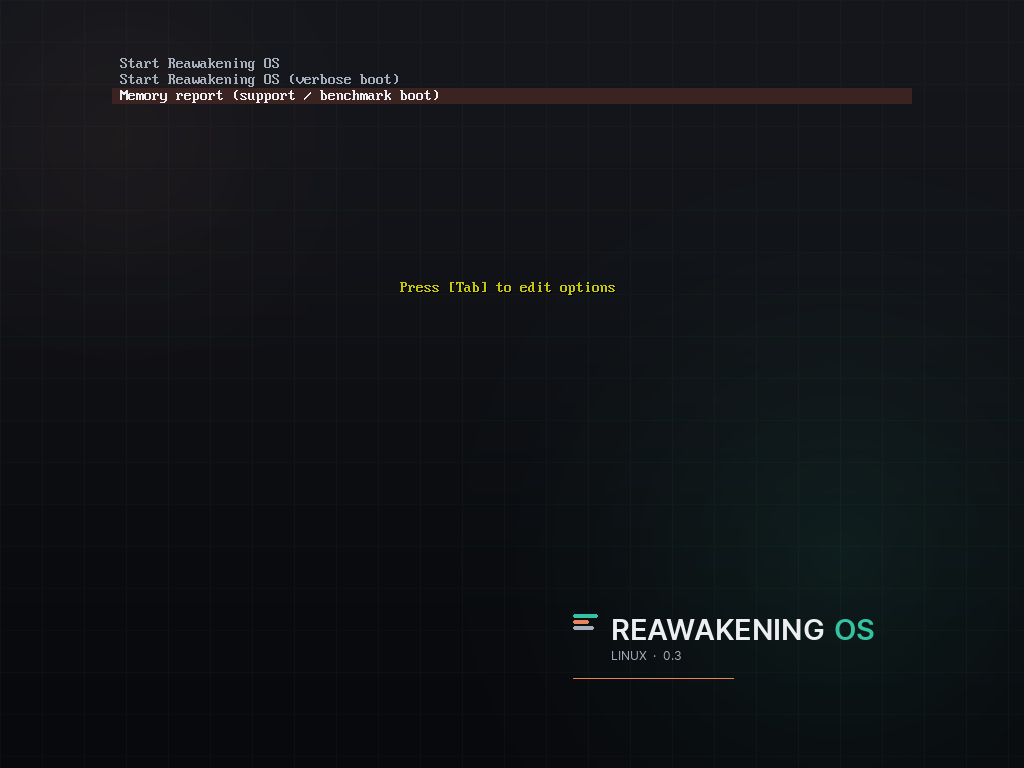 Start Reawakening OS
Start Reawakening OS (verbose boot)
Memory report (support / benchmark boot)
Press [Tab] to edit options
REAWAKENING OS
LINUX · 0.3